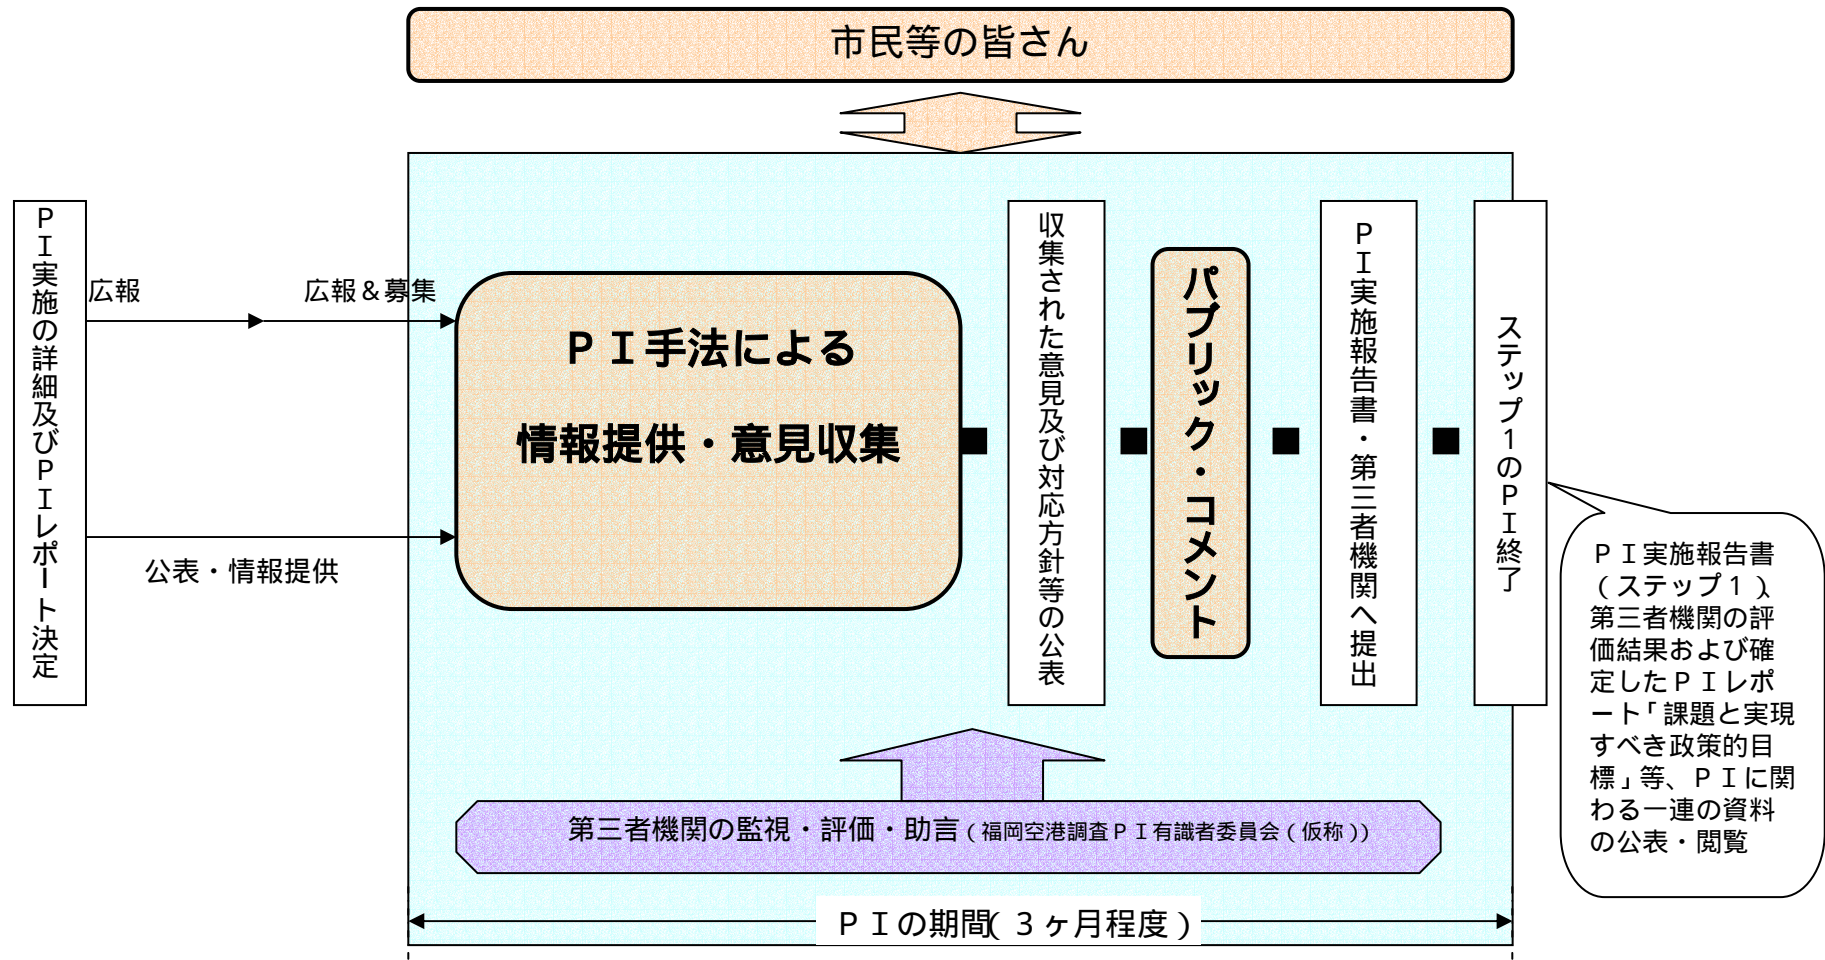 市民等の皆さん
ＰＩ実施の詳細及びＰＩレポート決定
広報
広報＆募集
公表・情報提供
ＰＩ手法による
情報提供・意見収集
収集された意見及び対応方針等の公表
パブリック・コメント
ＰＩ実施報告書・第三者機関へ提出
ステップ1のＰＩ終了
ＰＩ実施報告書
（ステップ１）、
第三者機関の評
価結果および確
定したＰＩレポ
ート「課題と実現
すべき政策的目
標」等、ＰＩに関
わる一連の資料
の公表・閲覧
第三者機関の監視・評価・助言（福岡空港調査ＰＩ有識者委員会（仮称））
ＰＩの期間（３ヶ月程度）